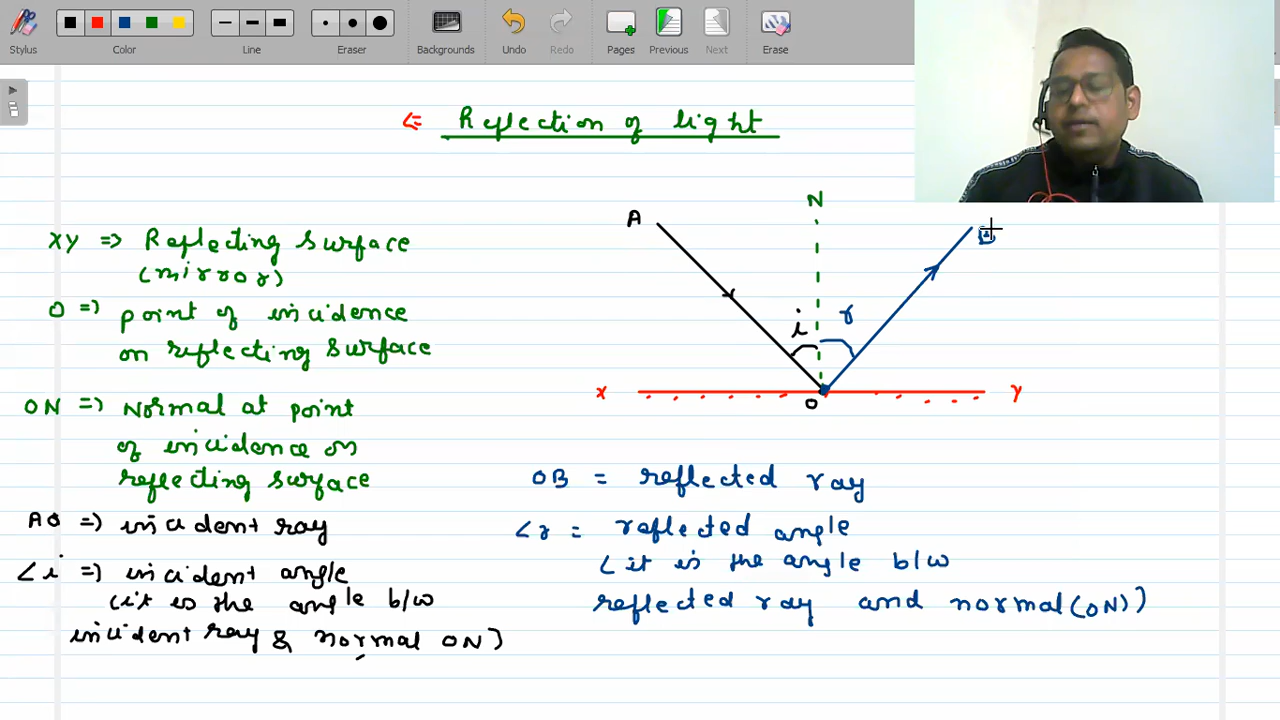 Stylus
Color
Line
Eraser
Backgrounds
Undo
Redo
Pages
Previous
Next
Erase
Reflection of light
XY => Reflecting surface
(mirror)
O => point of incidence
on reflecting surface
ON => Normal at point
of incidence on
reflecting surface
AO => incident ray
∠i => incident angle
(it is the angle b/w
incident ray & normal ON)
A
N
B
i
r
X
O
Y
OB = reflected ray
∠r = reflected angle
(it is the angle b/w
reflected ray and normal (ON))